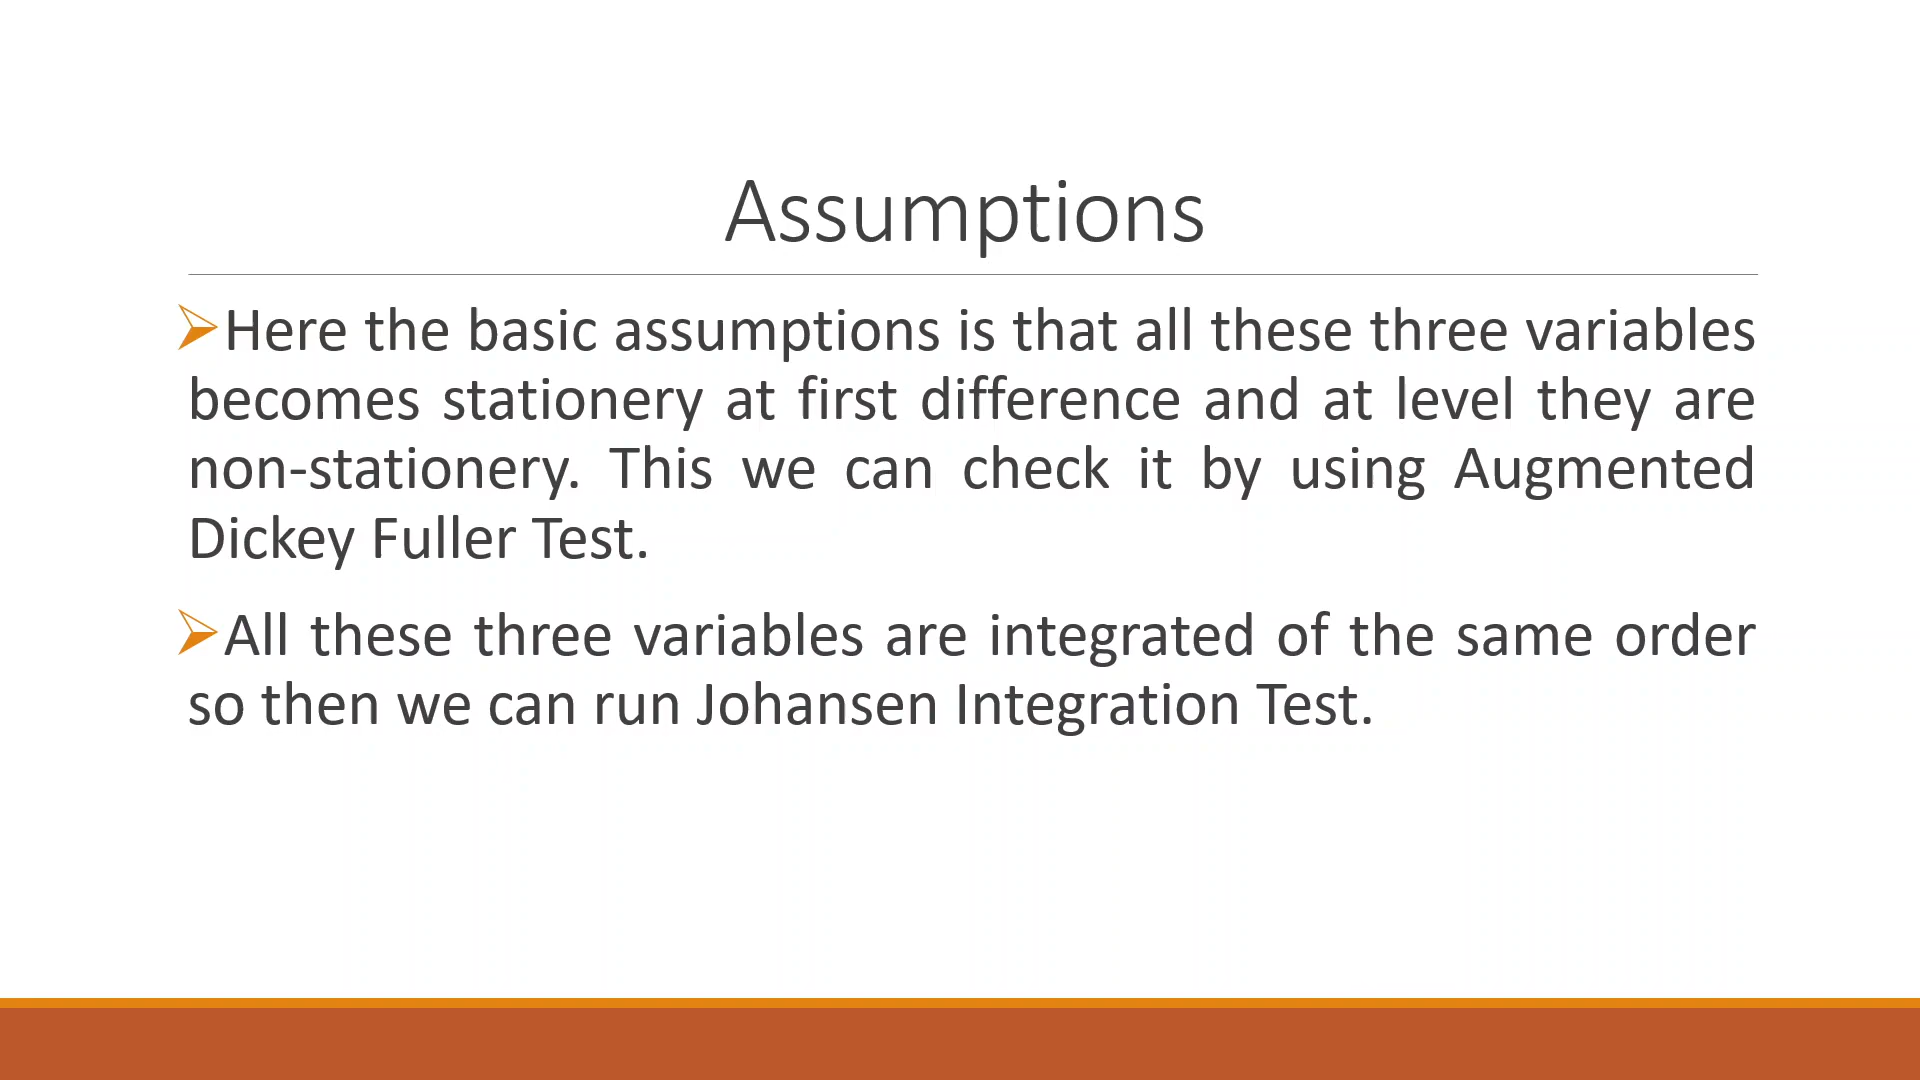 Assumptions
Here the basic assumptions is that all these three variables
becomes stationery at first difference and at level they are
non-stationery. This we can check it by using Augmented
Dickey Fuller Test.
All these three variables are integrated of the same order
so then we can run Johansen Integration Test.